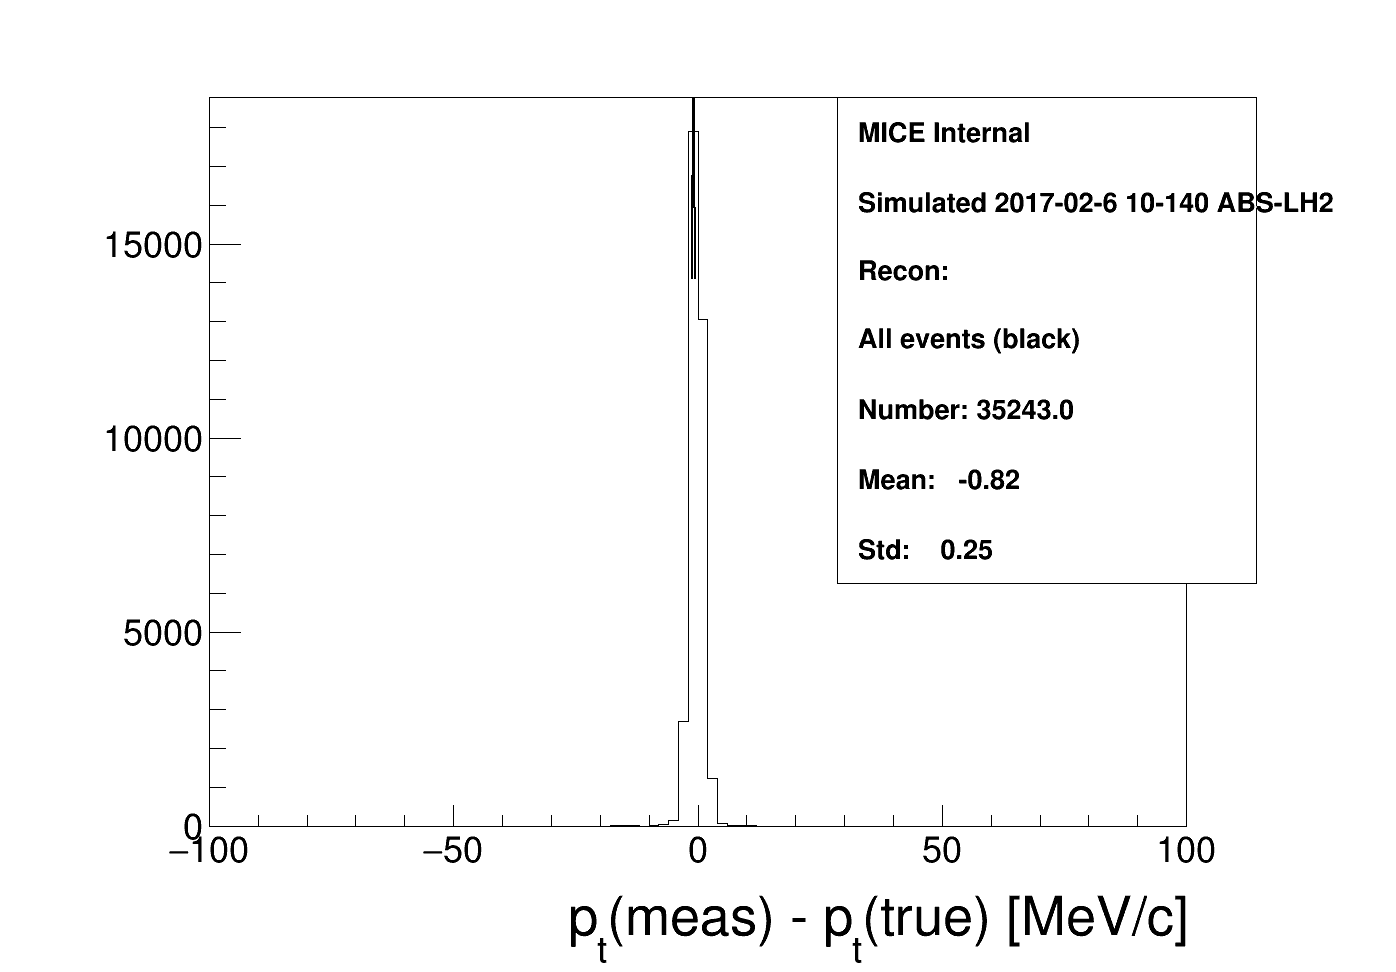 MICE Internal
Simulated 2017-02-6 10-140 ABS-LH2
Recon:
All events (black)
Number: 35243.0
Mean: -0.82
Std: 0.25
15000
10000
5000
0
−100 −50 0 50 100
pt(meas) - pt(true) [MeV/c]